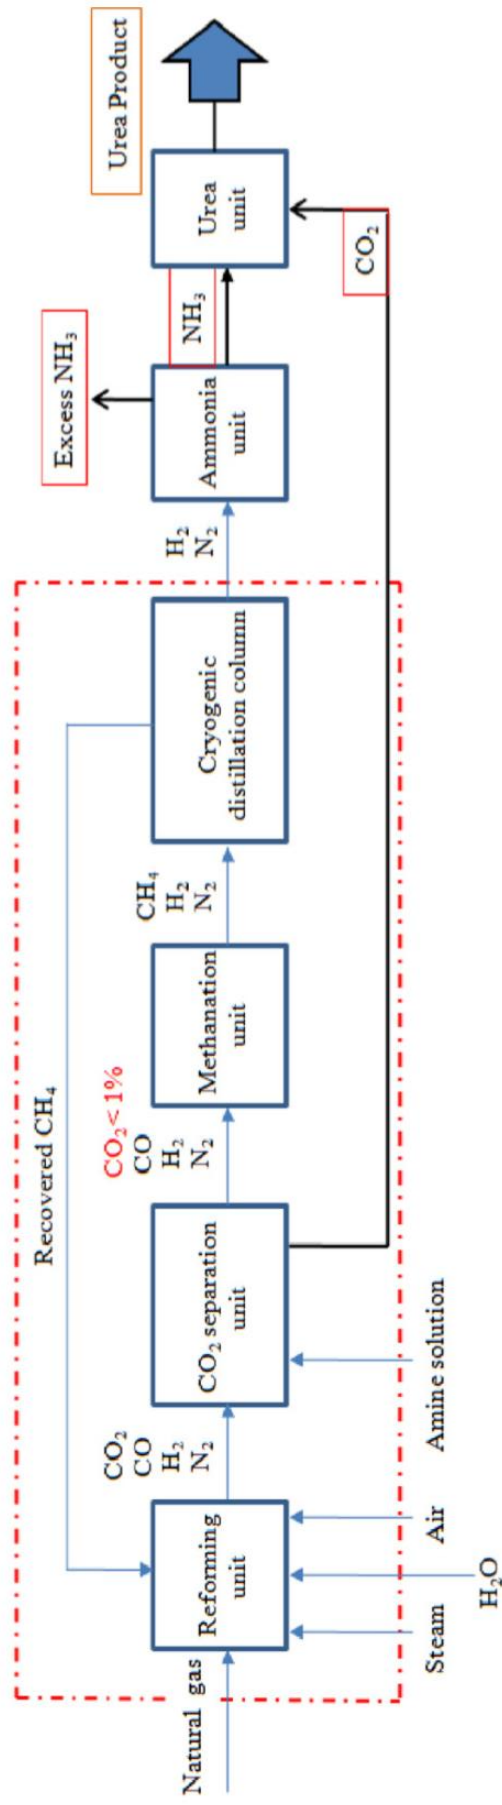 Recovered CH₄
Natural gas
Reforming
unit
Steam
H₂O
Air
CO₂
CO
H₂
N₂
CO₂ separation
unit
Amine solution
CO₂ < 1%
CO
H₂
N₂
Methanation
unit
CH₄
H₂
N₂
Cryogenic
distillation column
H₂
N₂
Ammonia
unit
Excess NH₃
NH₃
Urea
unit
CO₂
Urea Product